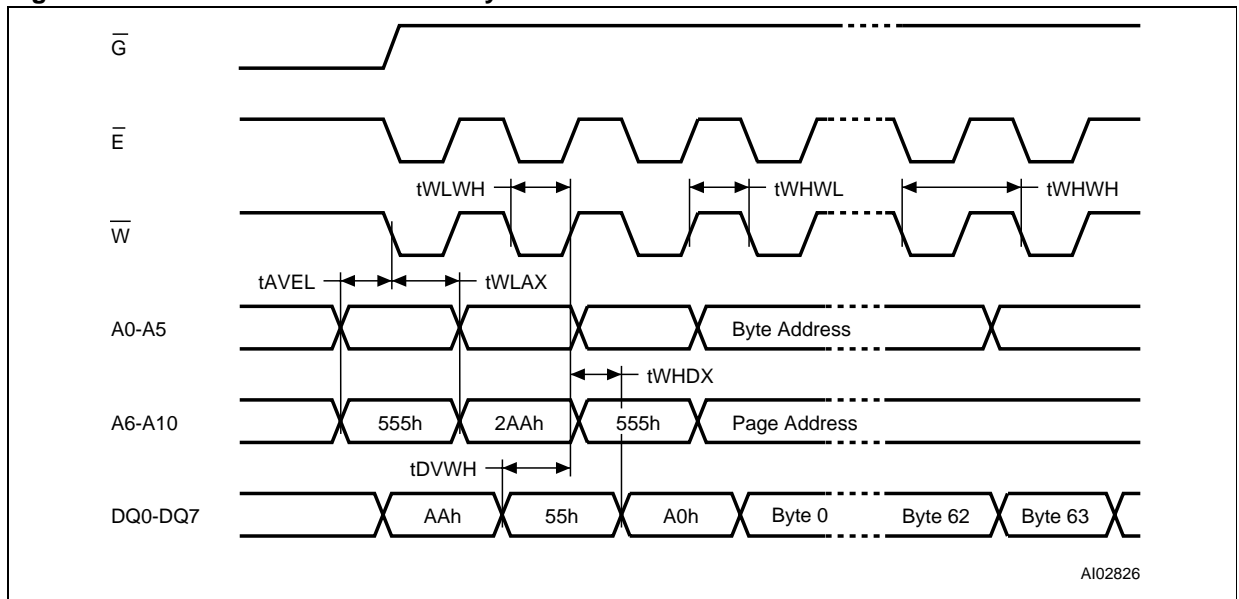 G
E
tWLWH
tWHWL
tWHWH
W
tAVEL
tWLAX
A0-A5
Byte Address
tWHDX
A6-A10
555h
2AAh
555h
Page Address
tDVWH
DQ0-DQ7
AAh
55h
A0h
Byte 0
Byte 62
Byte 63
AI02826